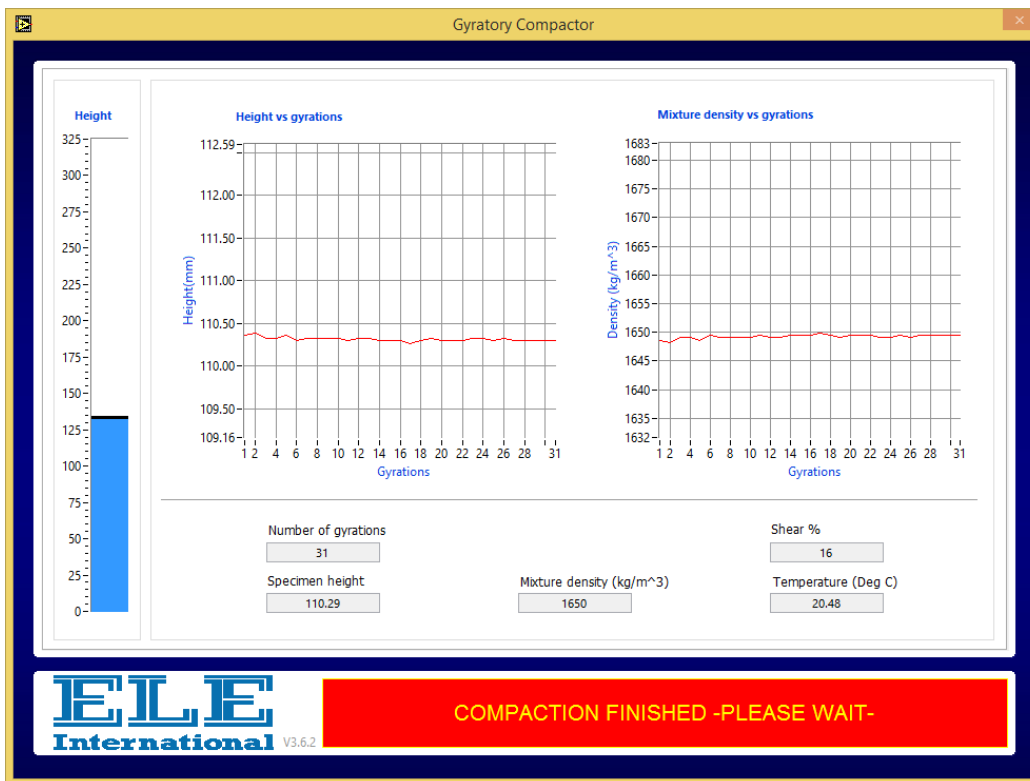 Gyratory Compactor
×
Height
325
300
275
250
225
200
175
150
125
100
75
50
25
0
Height vs gyrations
Height(mm)
112.59
112.00
111.50
111.00
110.50
110.00
109.50
109.16
1 2 4 6 8 10 12 14 16 18 20 22 24 26 28 31
Gyrations
Mixture density vs gyrations
Density (kg/m^3)
1683
1680
1675
1670
1665
1660
1655
1650
1645
1640
1635
1632
1 2 4 6 8 10 12 14 16 18 20 22 24 26 28 31
Gyrations
Number of gyrations
31
Shear %
16
Specimen height
110.29
Mixture density (kg/m^3)
1650
Temperature (Deg C)
20.48
ELE
International
V3.6.2
COMPACTION FINISHED -PLEASE WAIT-